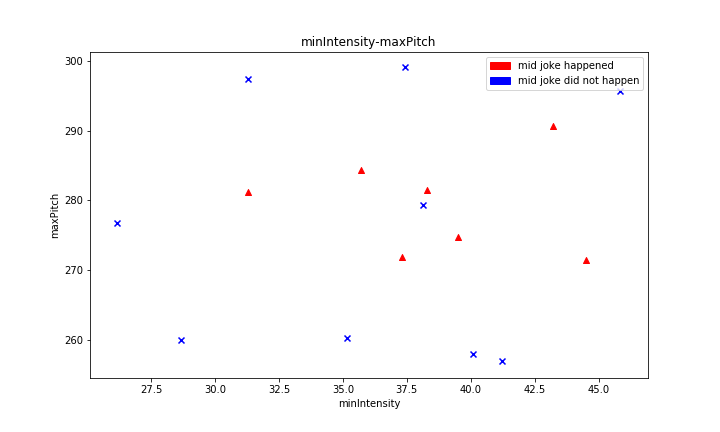 minIntensity-maxPitch
mid joke happened
mid joke did not happen
300
290
280
270
260
maxPitch
27.5 30.0 32.5 35.0 37.5 40.0 42.5 45.0
minIntensity